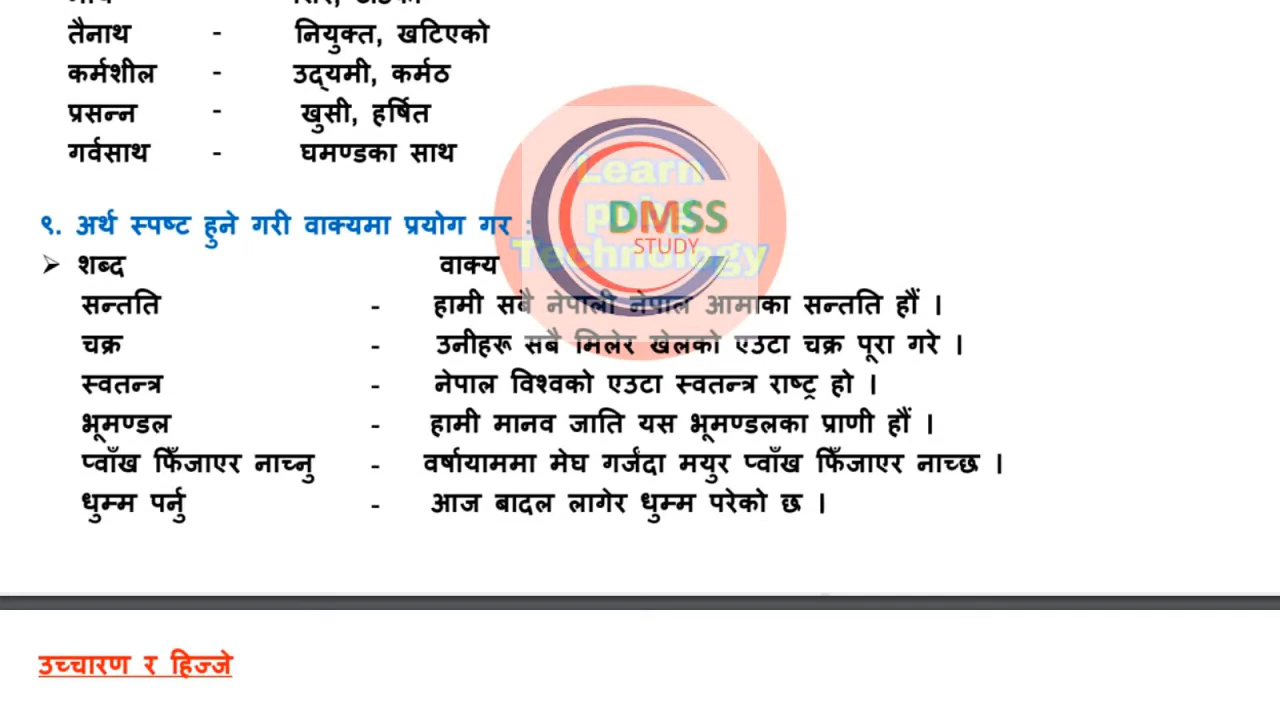 तैनाथ - नियुक्त, खटिएको
कर्मशील - उद्‌यमी, कर्मठ
प्रसन्न - खुसी, हर्षित
गर्वसाथ - घमण्डका साथ
९. अर्थ स्पष्ट हुने गरी वाक्यमा प्रयोग गर :
➢ शब्द वाक्य
सन्तति - हामी सबै नेपाली नेपाल आमाका सन्तति हौं ।
चक्र - उनीहरू सबै मिलेर खेलको एउटा चक्र पूरा गरे ।
स्वतन्त्र - नेपाल विश्वको एउटा स्वतन्त्र राष्ट्र हो ।
भूमण्डल - हामी मानव जाति यस भूमण्डलका प्राणी हौं ।
प्वाँख फिँजाएर नाच्नु - वर्षायाममा मेघ गर्जंदा मयुर प्वाँख फिँजाएर नाच्छ ।
धुम्म पर्नु - आज बादल लागेर धुम्म परेको छ ।
उच्चारण र हिज्जे
Learn
DMSS
STUDY
Technology